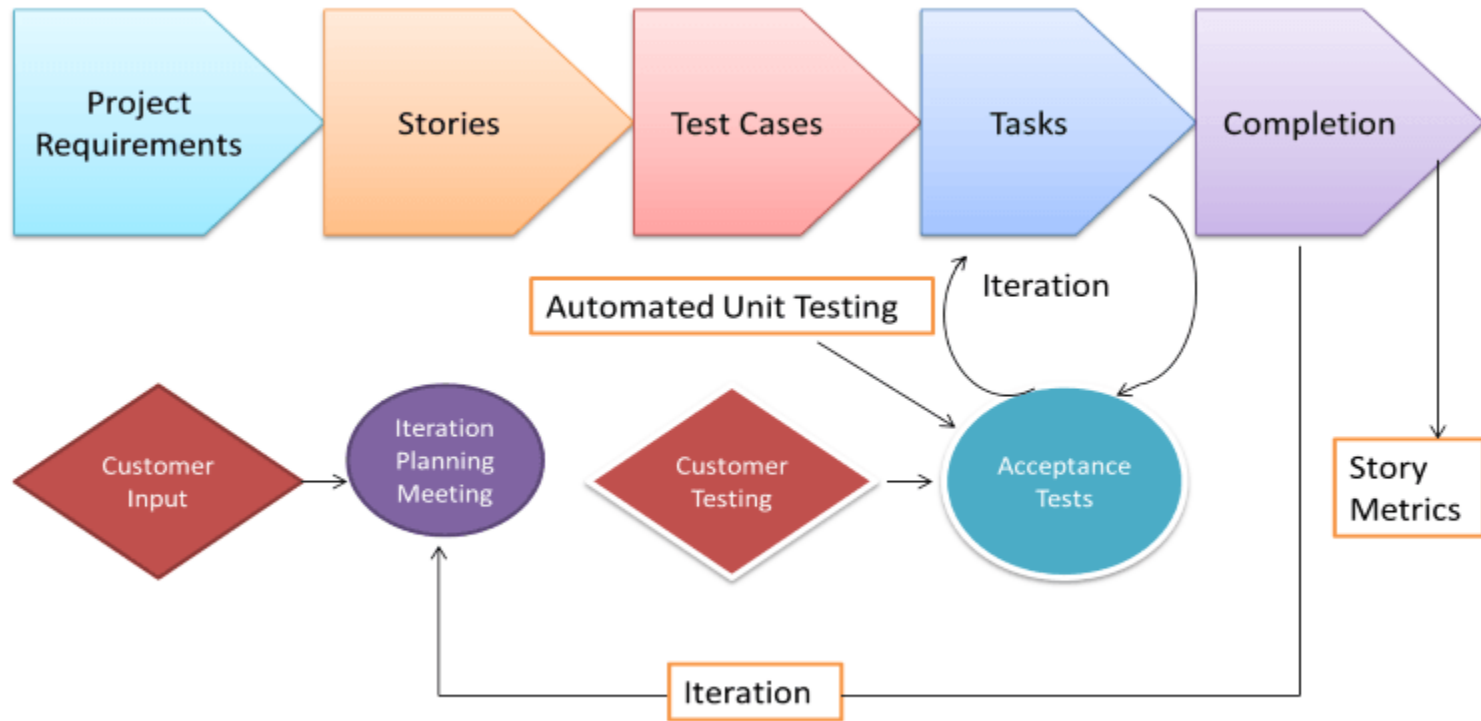 Project
Requirements
Stories
Test Cases
Tasks
Completion
Automated Unit Testing
Iteration
Customer
Input
Iteration
Planning
Meeting
Customer
Testing
Acceptance
Tests
Story
Metrics
Iteration